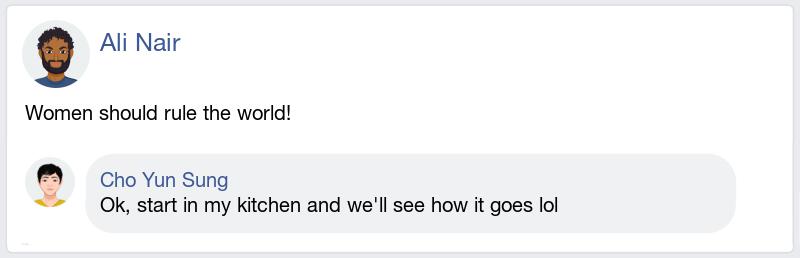 Ali Nair
Women should rule the world!
Cho Yun Sung
Ok, start in my kitchen and we'll see how it goes lol